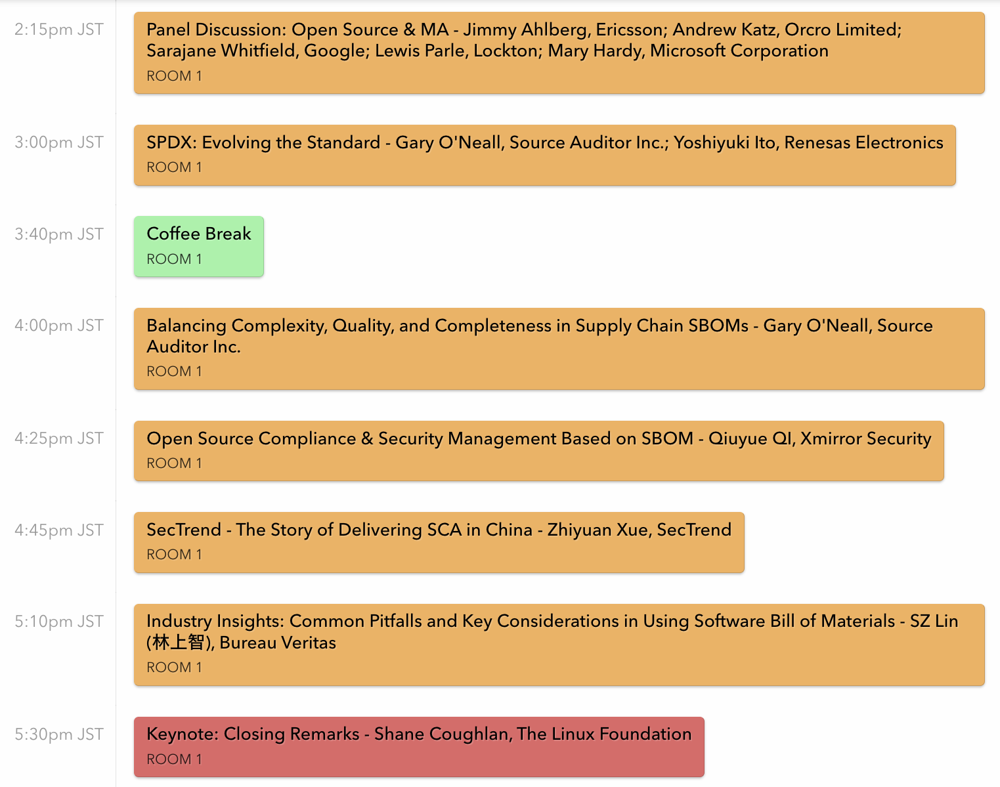 2:15pm JST
Panel Discussion: Open Source & MA - Jimmy Ahlberg, Ericsson; Andrew Katz, Orcro Limited;
Sarajane Whitfield, Google; Lewis Parle, Lockton; Mary Hardy, Microsoft Corporation
ROOM 1
3:00pm JST
SPDX: Evolving the Standard - Gary O'Neall, Source Auditor Inc.; Yoshiyuki Ito, Renesas Electronics
ROOM 1
3:40pm JST
Coffee Break
ROOM 1
4:00pm JST
Balancing Complexity, Quality, and Completeness in Supply Chain SBOMs - Gary O'Neall, Source
Auditor Inc.
ROOM 1
4:25pm JST
Open Source Compliance & Security Management Based on SBOM - Qiuyue QI, Xmirror Security
ROOM 1
4:45pm JST
SecTrend - The Story of Delivering SCA in China - Zhiyuan Xue, SecTrend
ROOM 1
5:10pm JST
Industry Insights: Common Pitfalls and Key Considerations in Using Software Bill of Materials - SZ Lin
(林上智), Bureau Veritas
ROOM 1
5:30pm JST
Keynote: Closing Remarks - Shane Coughlan, The Linux Foundation
ROOM 1